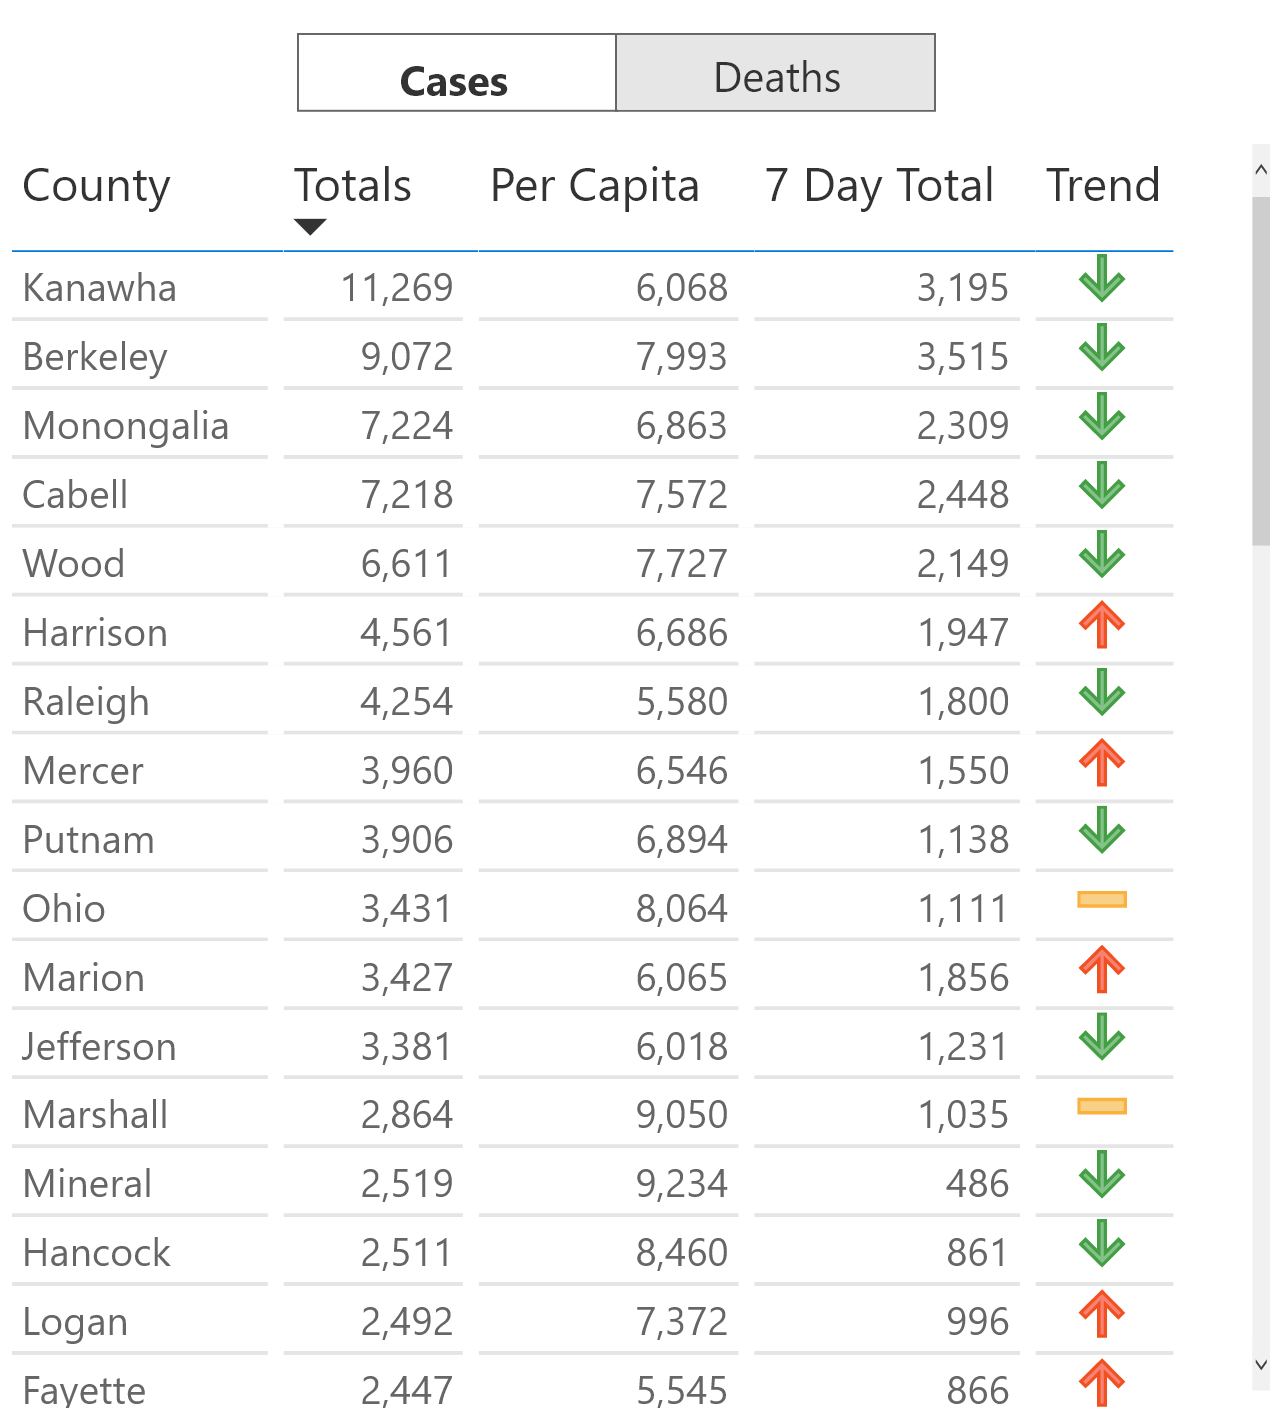 Cases Deaths
County Totals Per Capita 7 Day Total Trend
Kanawha 11,269 6,068 3,195
Berkeley 9,072 7,993 3,515
Monongalia 7,224 6,863 2,309
Cabell 7,218 7,572 2,448
Wood 6,611 7,727 2,149
Harrison 4,561 6,686 1,947
Raleigh 4,254 5,580 1,800
Mercer 3,960 6,546 1,550
Putnam 3,906 6,894 1,138
Ohio 3,431 8,064 1,111
Marion 3,427 6,065 1,856
Jefferson 3,381 6,018 1,231
Marshall 2,864 9,050 1,035
Mineral 2,519 9,234 486
Hancock 2,511 8,460 861
Logan 2,492 7,372 996
Fayette 2,447 5,545 866